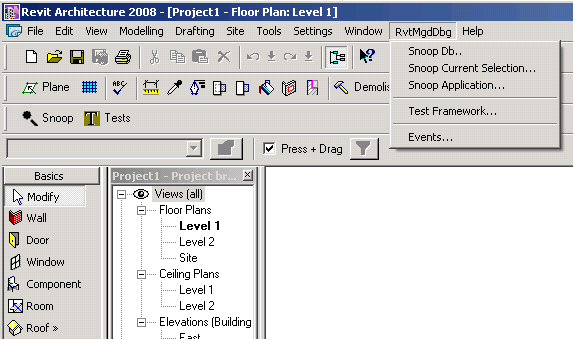 Revit Architecture 2008 - [Project1 - Floor Plan: Level 1]
File Edit View Modelling Drafting Site Tools Settings Window RvtMgdDbg Help
Snoop Db..
Snoop Current Selection...
Snoop Application...
Test Framework...
Events...
Plane
ABC
Demolis
Snoop Tests
Press + Drag
Basics
Modify
Wall
Door
Window
Component
Room
Roof »
Project1 - Project br...
Views (all)
Floor Plans
Level 1
Level 2
Site
Ceiling Plans
Level 1
Level 2
Elevations (Building
East